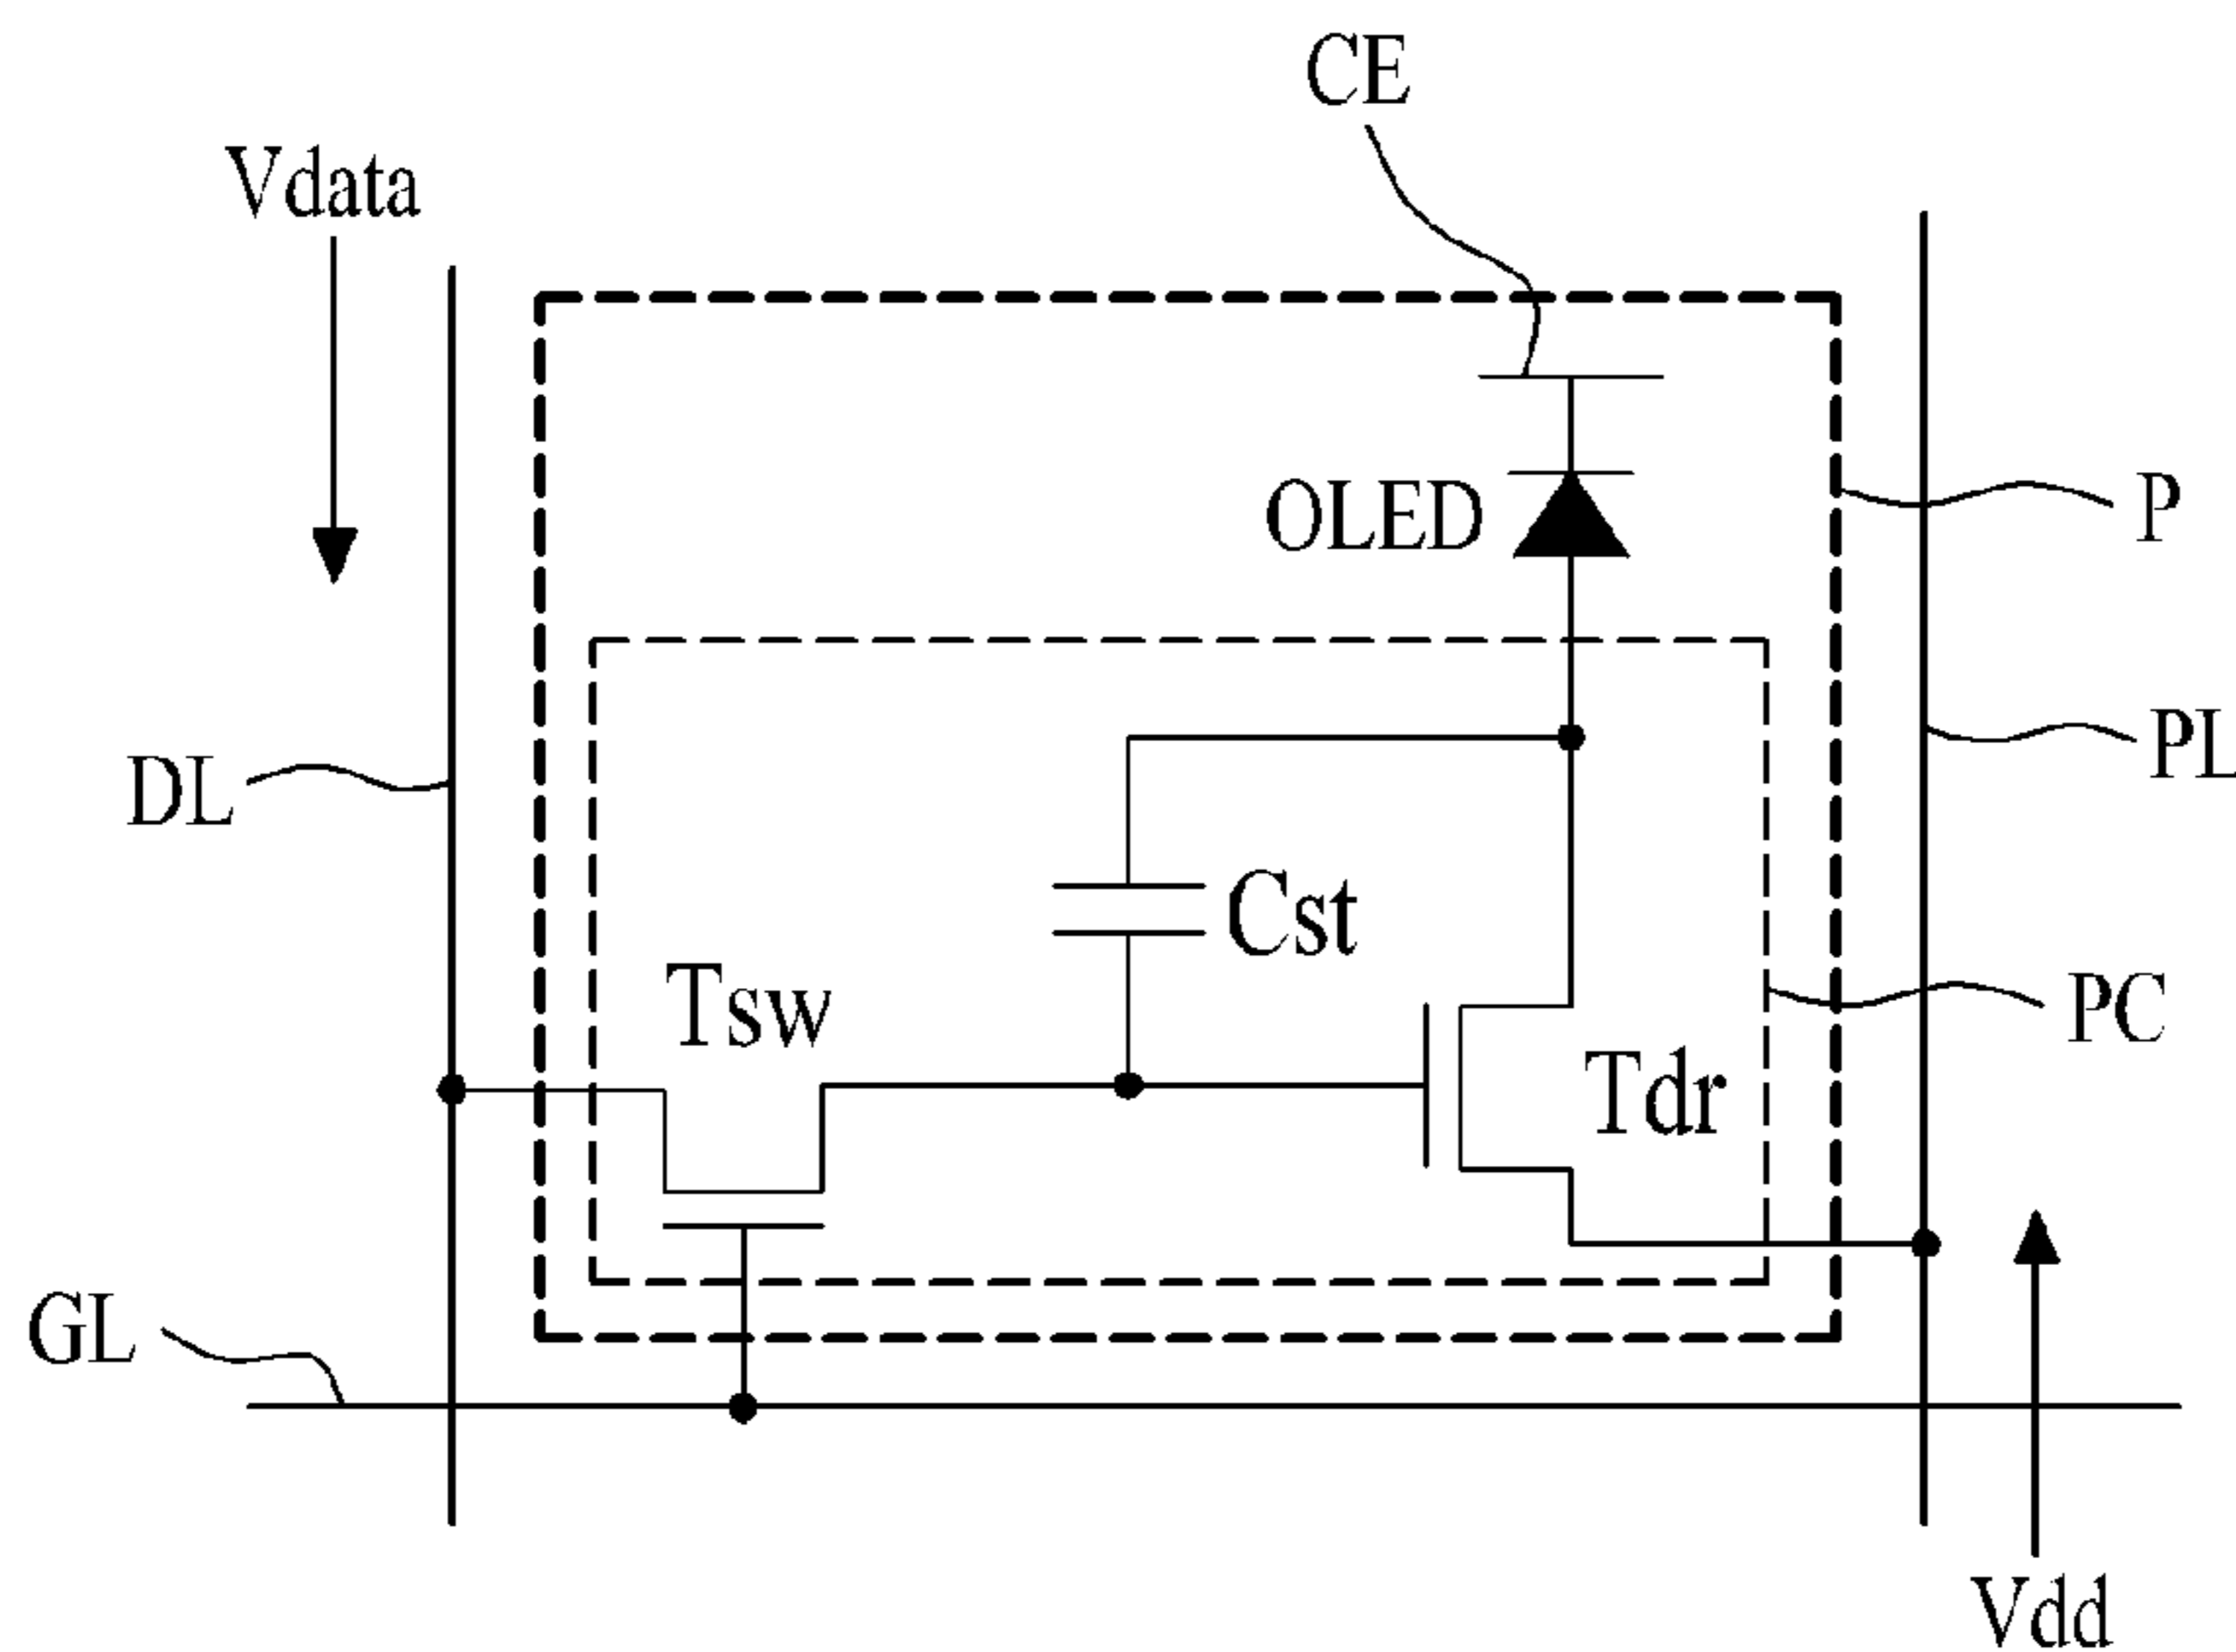 CE
Vdata
OLED
P
PL
DL
Cst
Tsw
PC
Tdr
GL
Vdd